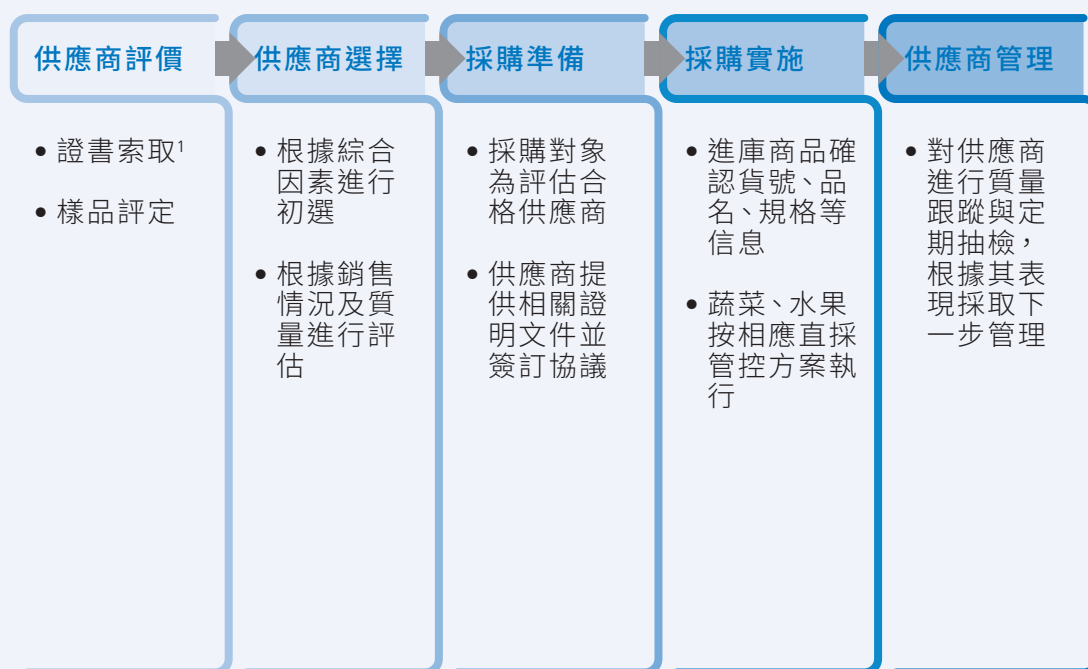 供應商評價
供應商選擇
採購準備
採購實施
供應商管理
• 證書索取¹
• 樣品評定
• 根據綜合
因素進行
初選
• 根據銷售
情況及質
量進行評
估
• 採購對象
為評估合
格供應商
• 供應商提
供相關證
明文件並
簽訂協議
• 進庫商品確
認貨號、品
名、規格等
信息
• 蔬菜、水果
按相應直採
管控方案執
行
• 對供應商
進行質量
跟蹤與定
期抽檢，
根據其表
現採取下
一步管理